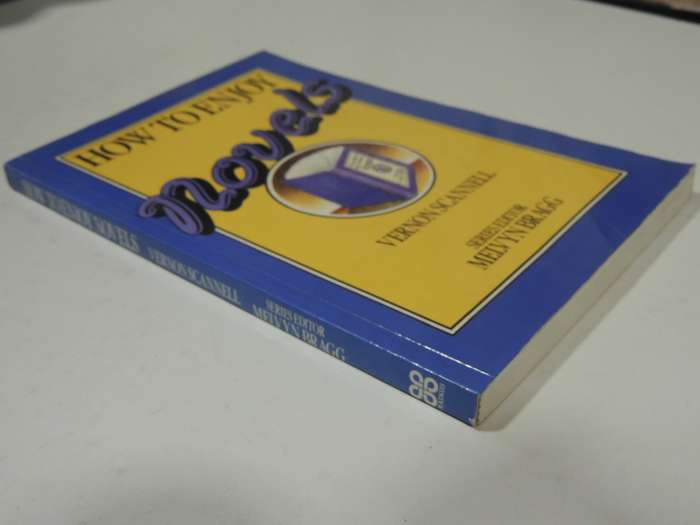 HOW TO ENJOY
Novels
VERNON SCANNELL
SERIES EDITOR
MELVYN BRAGG
HOW TO ENJOY NOVELS
VERNON SCANNELL
SERIES EDITOR
MELVYN BRAGG